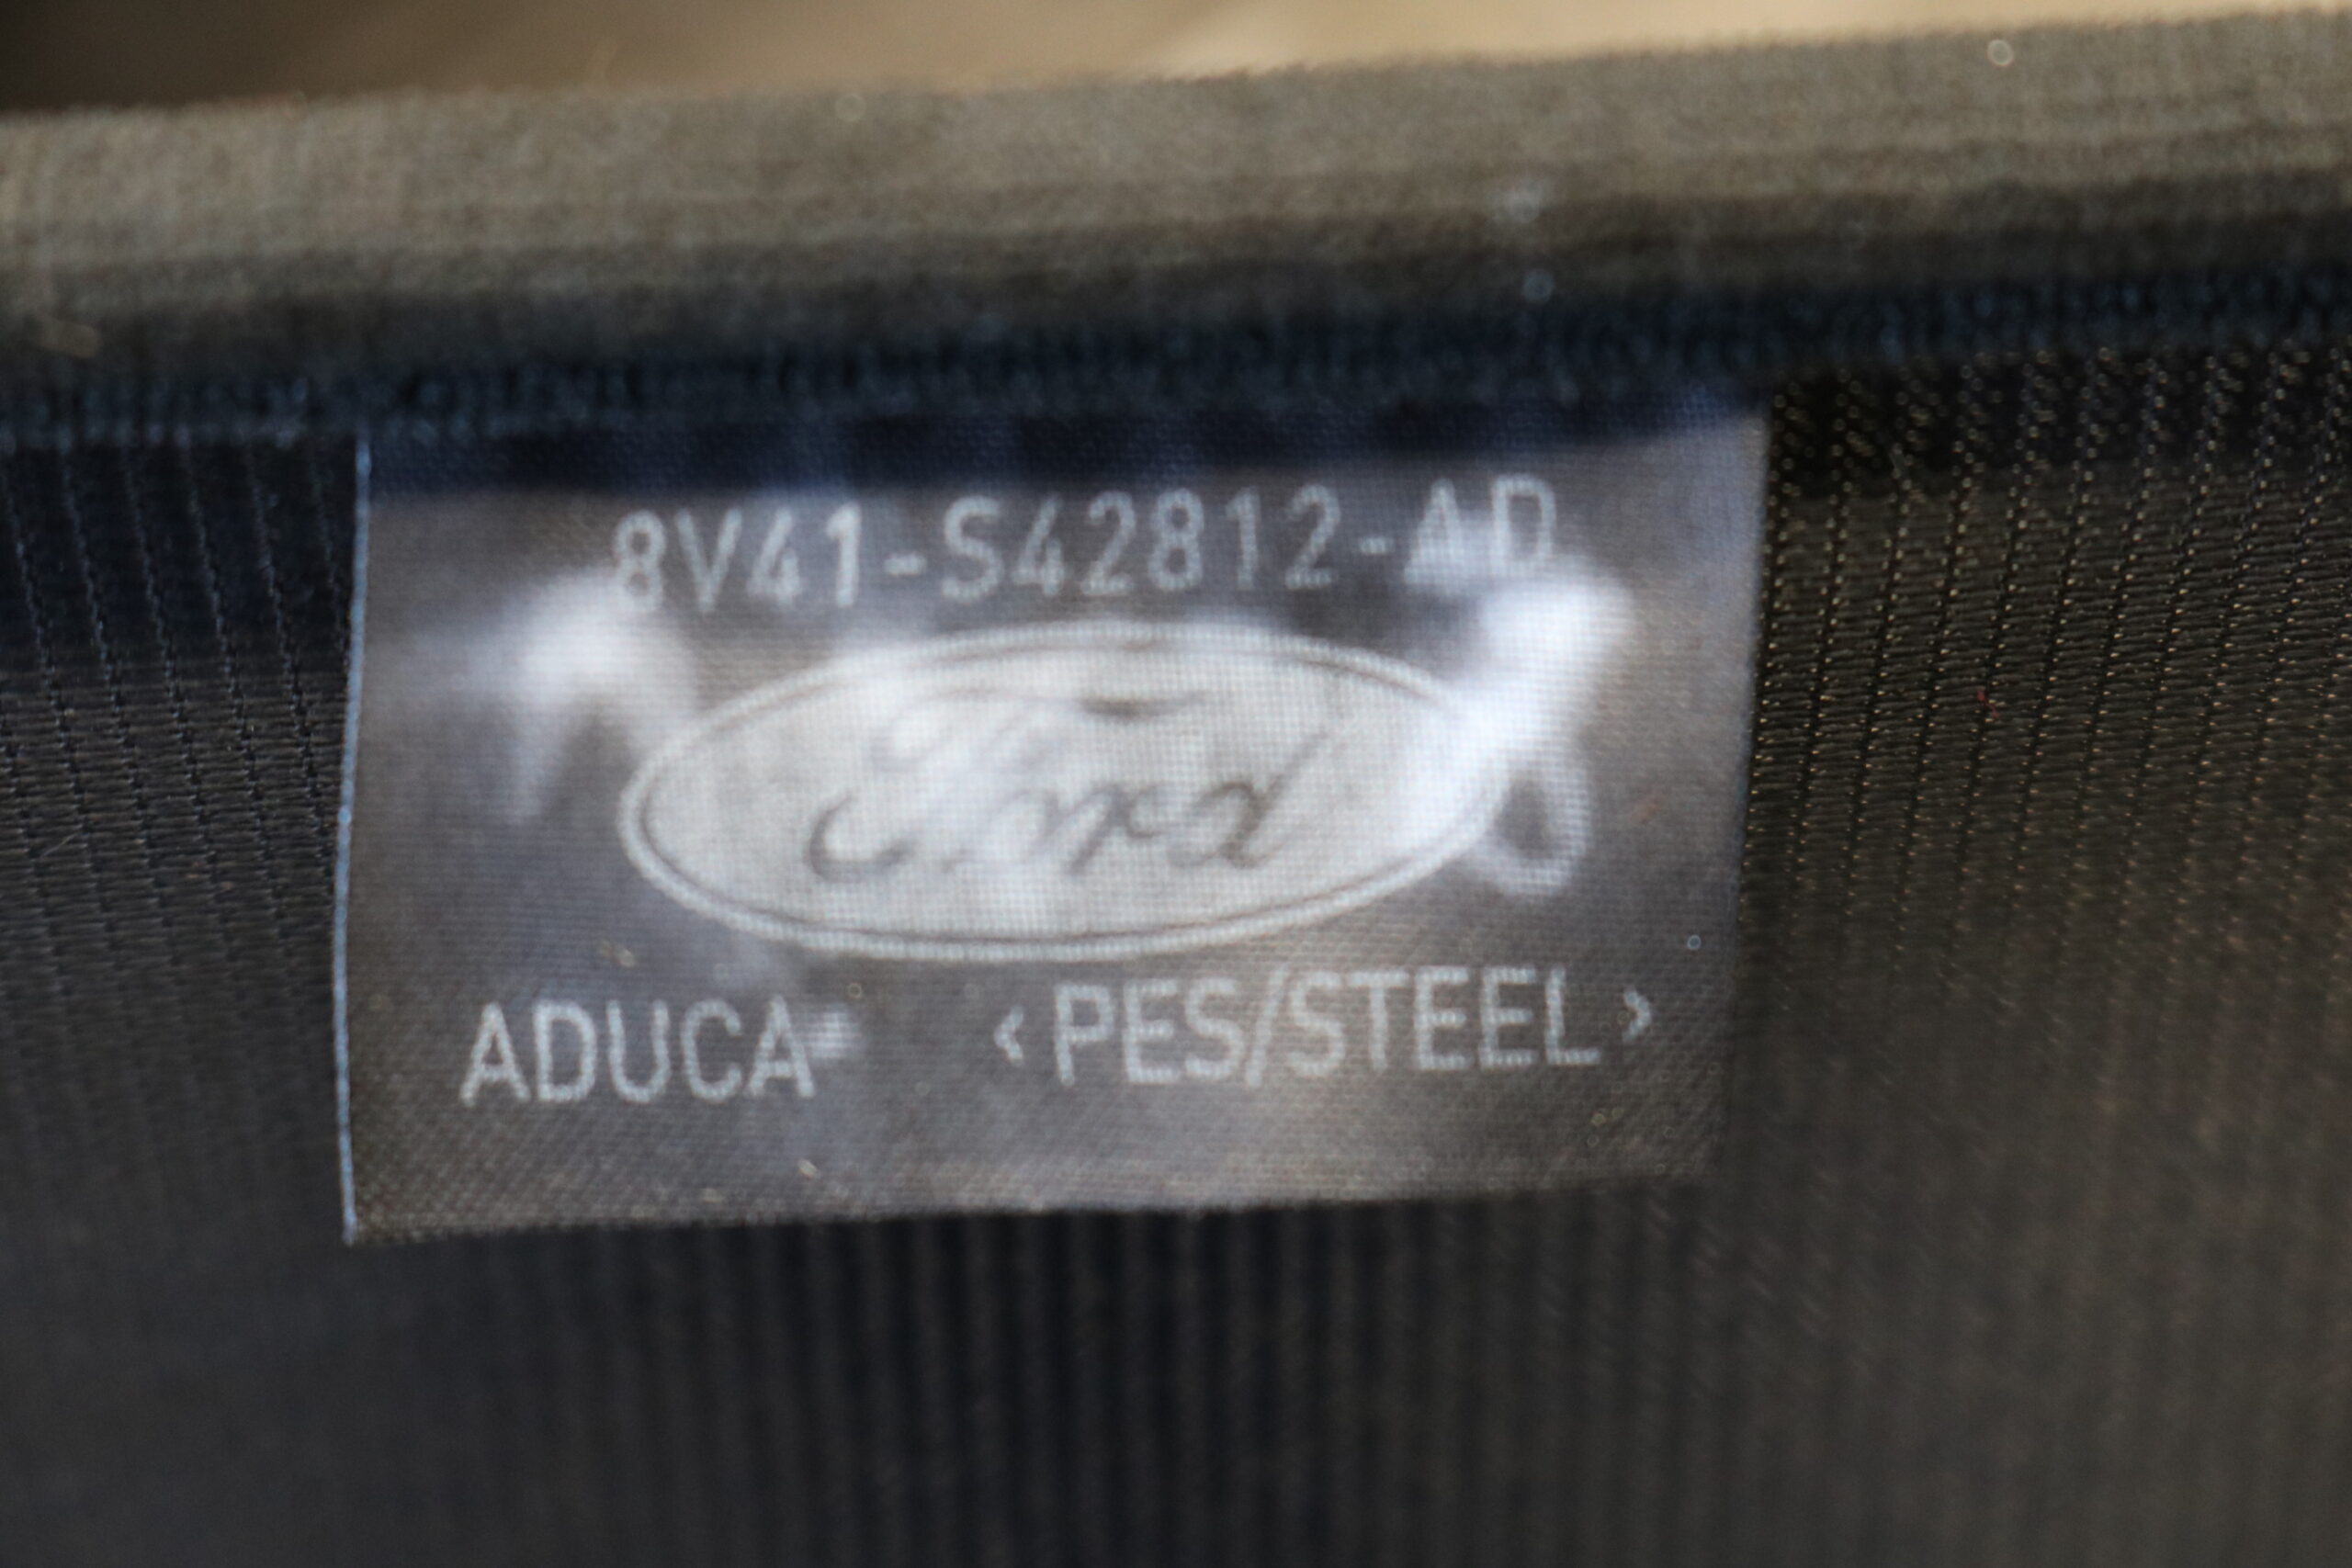 8V41-S42812-AD
Ford
ADUCA <PES/STEEL>